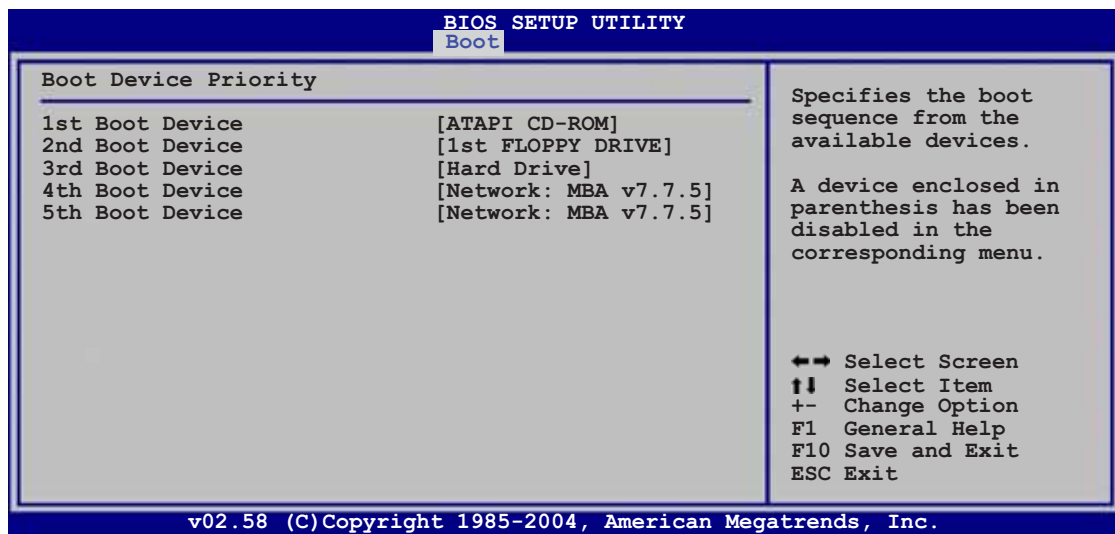 BIOS SETUP UTILITY
Boot
Boot Device Priority
1st Boot Device [ATAPI CD-ROM]
2nd Boot Device [1st FLOPPY DRIVE]
3rd Boot Device [Hard Drive]
4th Boot Device [Network: MBA v7.7.5]
5th Boot Device [Network: MBA v7.7.5]
Specifies the boot
sequence from the
available devices.
A device enclosed in
parenthesis has been
disabled in the
corresponding menu.
←→ Select Screen
↑↓ Select Item
+- Change Option
F1 General Help
F10 Save and Exit
ESC Exit
v02.58 (C)Copyright 1985-2004, American Megatrends, Inc.